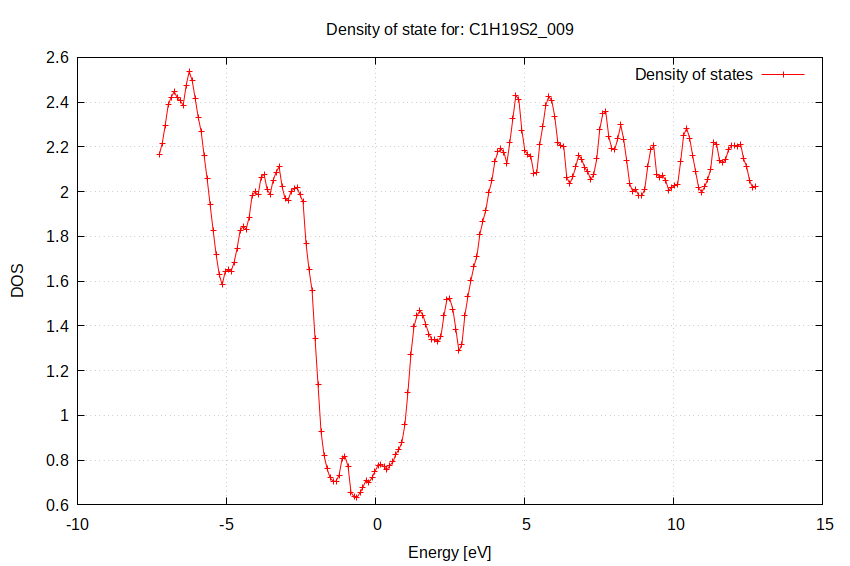 Density of state for: C1H19S2_009
Density of states
2.6
2.4
2.2
2
1.8
1.6
1.4
1.2
1
0.8
0.6
DOS
-10 -5 0 5 10 15
Energy [eV]